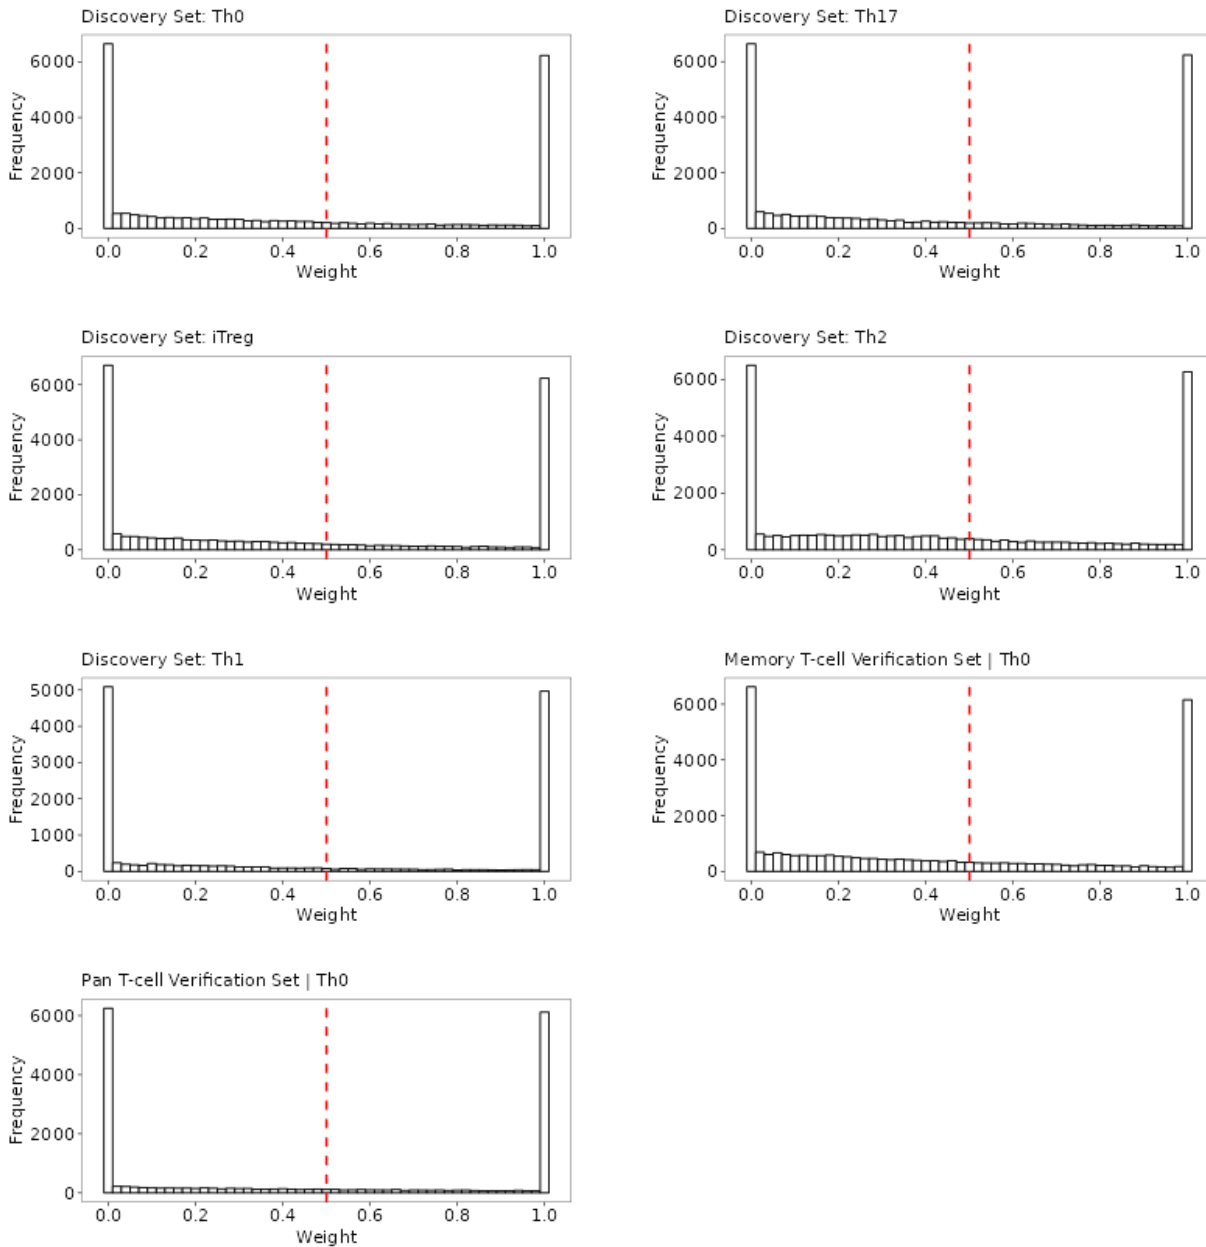 Discovery Set: Th0
Frequency
6000
4000
2000
0
0.0 0.2 0.4 0.6 0.8 1.0
Weight
Discovery Set: Th17
Frequency
6000
4000
2000
0
0.0 0.2 0.4 0.6 0.8 1.0
Weight
Discovery Set: iTreg
Frequency
6000
4000
2000
0
0.0 0.2 0.4 0.6 0.8 1.0
Weight
Discovery Set: Th2
Frequency
6000
4000
2000
0
0.0 0.2 0.4 0.6 0.8 1.0
Weight
Discovery Set: Th1
Frequency
5000
4000
3000
2000
1000
0
0.0 0.2 0.4 0.6 0.8 1.0
Weight
Memory T-cell Verification Set | Th0
Frequency
6000
4000
2000
0
0.0 0.2 0.4 0.6 0.8 1.0
Weight
Pan T-cell Verification Set | Th0
Frequency
6000
4000
2000
0
0.0 0.2 0.4 0.6 0.8 1.0
Weight